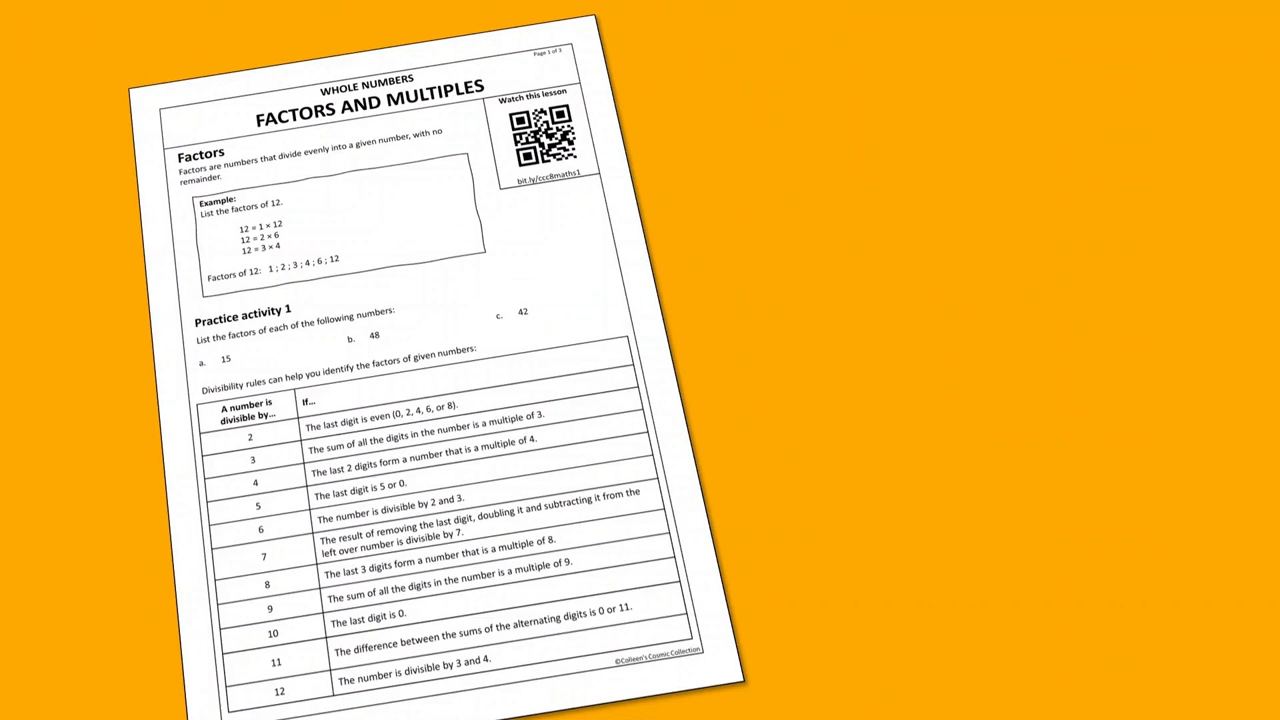 Page 1 of 3
WHOLE NUMBERS
FACTORS AND MULTIPLES
Watch this lesson
bit.ly/ccc8maths1
Factors
Factors are numbers that divide evenly into a given number, with no
remainder.
Example:
List the factors of 12.
12 = 1 × 12
12 = 2 × 6
12 = 3 × 4
Factors of 12: 1 ; 2 ; 3 ; 4 ; 6 ; 12
Practice activity 1
List the factors of each of the following numbers:
a. 15 b. 48 c. 42
Divisibility rules can help you identify the factors of given numbers:
A number is
divisible by... If...
2 The last digit is even (0, 2, 4, 6, or 8).
3 The sum of all the digits in the number is a multiple of 3.
4 The last 2 digits form a number that is a multiple of 4.
5 The last digit is 5 or 0.
6 The number is divisible by 2 and 3.
7 The result of removing the last digit, doubling it and subtracting it from the
left over number is divisible by 7.
8 The last 3 digits form a number that is a multiple of 8.
9 The sum of all the digits in the number is a multiple of 9.
10 The last digit is 0.
11 The difference between the sums of the alternating digits is 0 or 11.
12 The number is divisible by 3 and 4.
©Colleen's Cosmic Collection